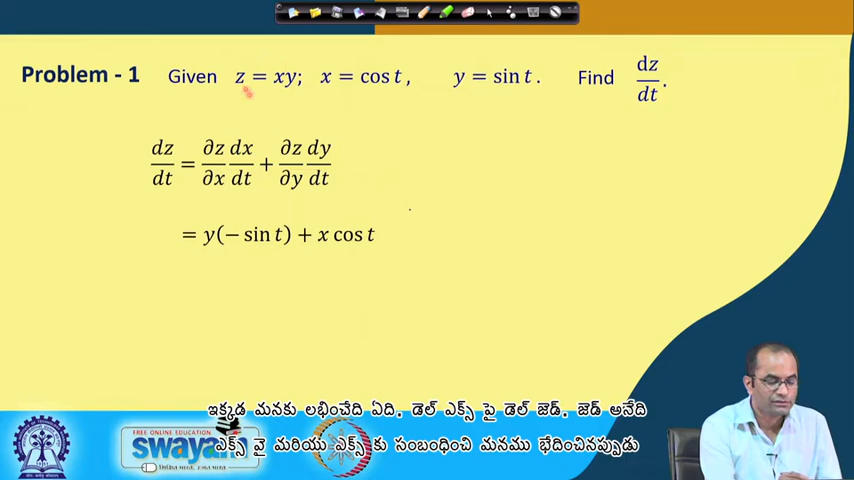 Problem - 1 Given z = xy; x = cos t, y = sin t. Find dz/dt.
dz/dt = ∂z/∂x dx/dt + ∂z/∂y dy/dt
= y(− sin t) + x cos t
ఇక్కడ మనకు లభించేది ఏది. డెల్ ఎక్స్ పై డెల్ జెడ్. జెడ్ అనేది
ఎక్స్ వై మరియు ఎక్స్ కు సంబంధించి మనము భేదించినప్పుడు
FREE ONLINE EDUCATION
swayam